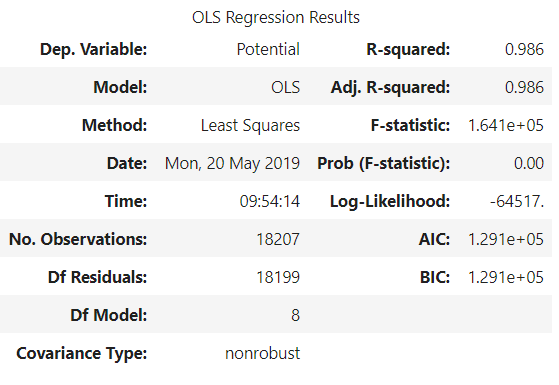 OLS Regression Results
Dep. Variable: Potential R-squared: 0.986
Model: OLS Adj. R-squared: 0.986
Method: Least Squares F-statistic: 1.641e+05
Date: Mon, 20 May 2019 Prob (F-statistic): 0.00
Time: 09:54:14 Log-Likelihood: -64517.
No. Observations: 18207 AIC: 1.291e+05
Df Residuals: 18199 BIC: 1.291e+05
Df Model: 8
Covariance Type: nonrobust